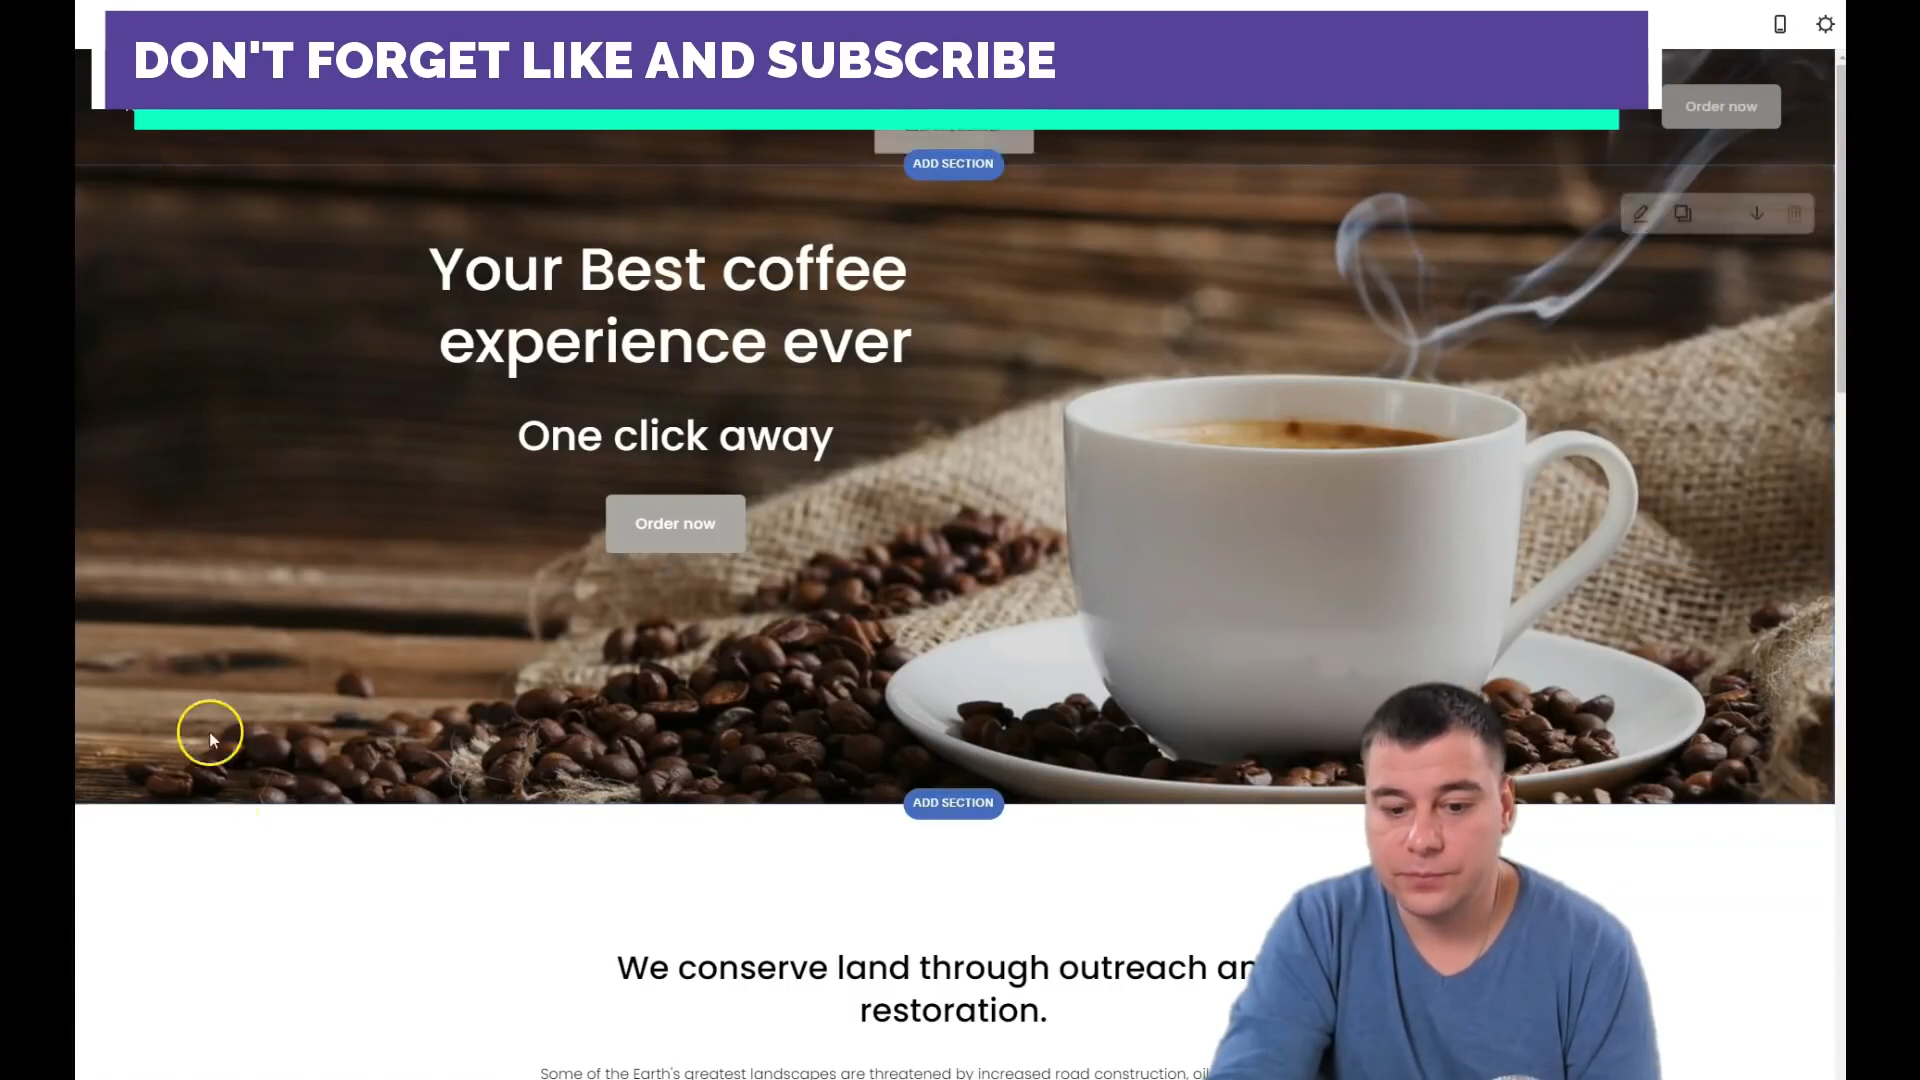 DON'T FORGET LIKE AND SUBSCRIBE
Order now
ADD SECTION
Your Best coffee
experience ever
One click away
Order now
ADD SECTION
We conserve land through outreach an
restoration.
Some of the Earth's greatest landscapes are threatened by increased road construction, oil